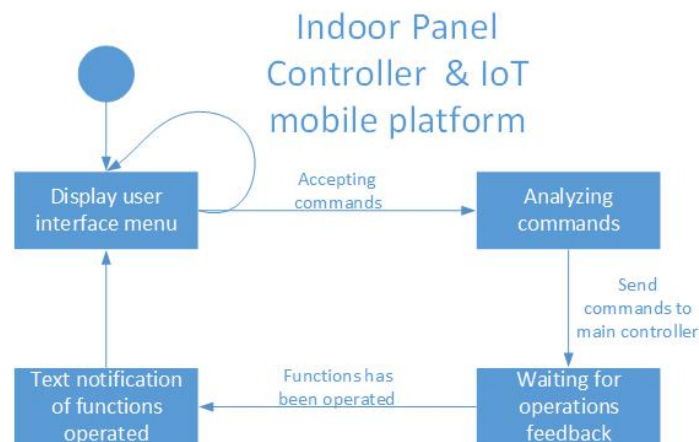 Indoor Panel
Controller & IoT
mobile platform
Display user
interface menu
Accepting
commands
Analyzing
commands
Send
commands to
main controller
Waiting for
operations
feedback
Functions has
been operated
Text notification
of functions
operated